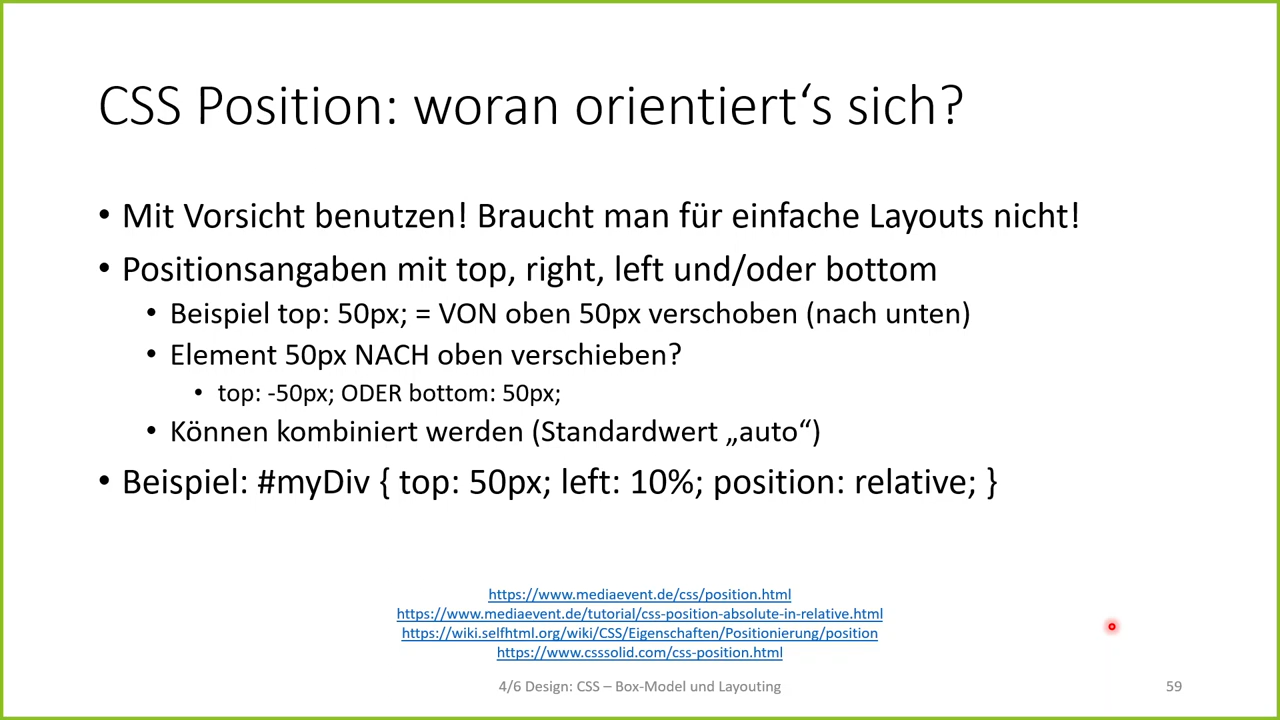 CSS Position: woran orientiert‘s sich?
• Mit Vorsicht benutzen! Braucht man für einfache Layouts nicht!
• Positionsangaben mit top, right, left und/oder bottom
• Beispiel top: 50px; = VON oben 50px verschoben (nach unten)
• Element 50px NACH oben verschieben?
• top: -50px; ODER bottom: 50px;
• Können kombiniert werden (Standardwert „auto“)
• Beispiel: #myDiv { top: 50px; left: 10%; position: relative; }
https://www.mediaevent.de/css/position.html
https://www.mediaevent.de/tutorial/css-position-absolute-in-relative.html
https://wiki.selfhtml.org/wiki/CSS/Eigenschaften/Positionierung/position
https://www.csssolid.com/css-position.html
4/6 Design: CSS – Box-Model und Layouting
59